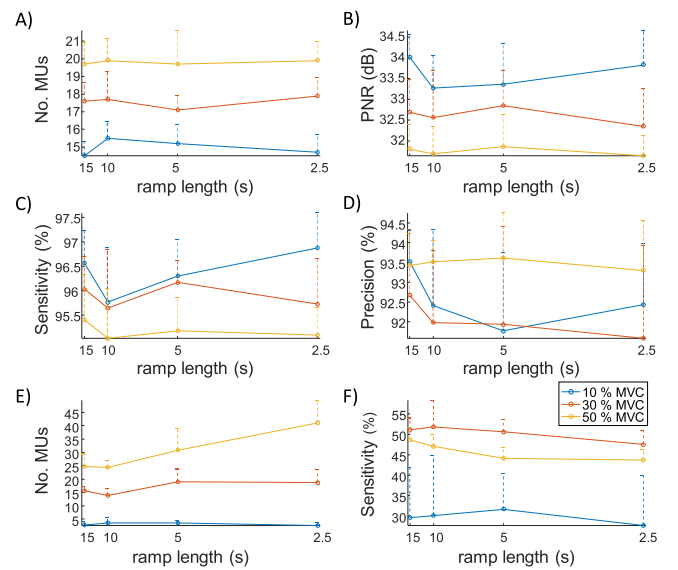 A)
No. MUs
21
20
19
18
17
16
15
15 10 5 2.5
ramp length (s)
B)
PNR (dB)
34.5
34
33.5
33
32.5
32
15 10 5 2.5
ramp length (s)
C)
Sensitivity (%)
97.5
97
96.5
96
95.5
15 10 5 2.5
ramp length (s)
D)
Precision (%)
94.5
94
93.5
93
92.5
92
15 10 5 2.5
ramp length (s)
E)
No. MUs
45
40
35
30
25
20
15
10
5
15 10 5 2.5
ramp length (s)
F)
Sensitivity (%)
55
50
45
40
35
30
15 10 5 2.5
ramp length (s)
10 % MVC
30 % MVC
50 % MVC